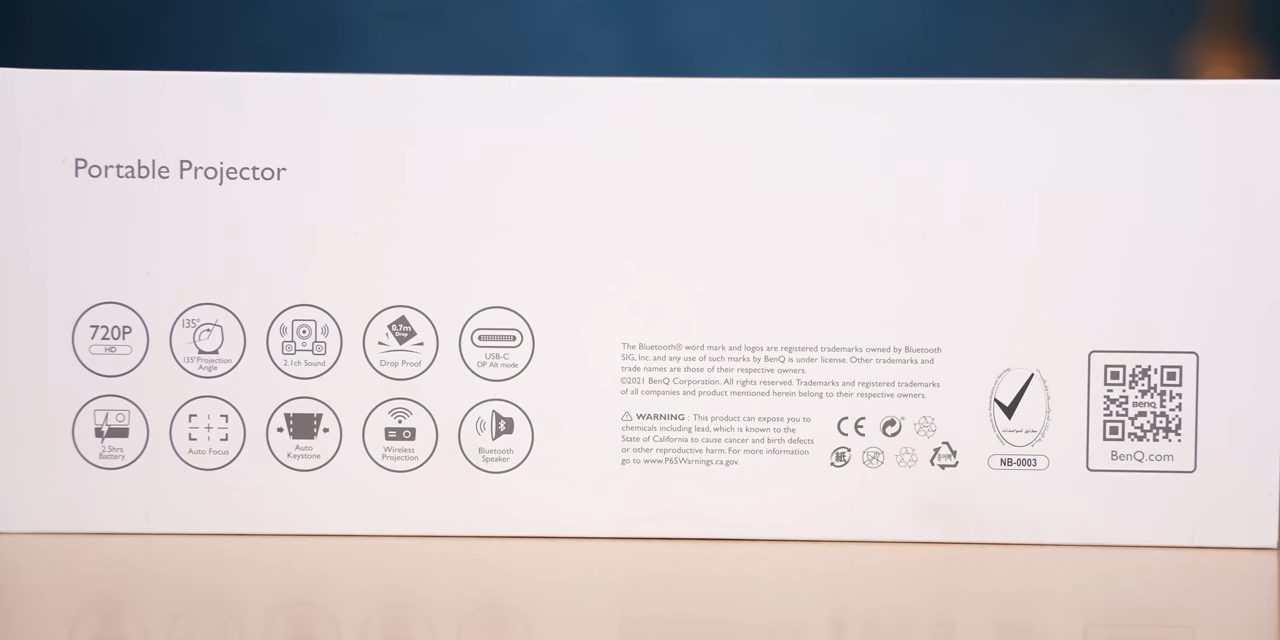 Portable Projector
720P
HD
135°
135°Projection
Angle
2.1ch Sound
0.7m
Drop
Drop Proof
USB-C
DP Alt mode
2.5hrs
Battery
Auto Focus
Auto
Keystone
Wireless
Projection
Bluetooth
Speaker
The Bluetooth® word mark and logos are registered trademarks owned by Bluetooth
SIG, Inc. and any use of such marks by BenQ is under license. Other trademarks and
trade names are those of their respective owners.
©2021 BenQ Corporation. All rights reserved. Trademarks and registered trademarks
of all companies and product mentioned herein belong to their respective owners.
WARNING : This product can expose you to
chemicals including lead, which is known to the
State of California to cause cancer and birth defects
or other reproductive harm. For more information
go to www.P65Warnings.ca.gov.
CE
紙
مطابق للمواصفات
NB-0003
BenQ
BenQ.com